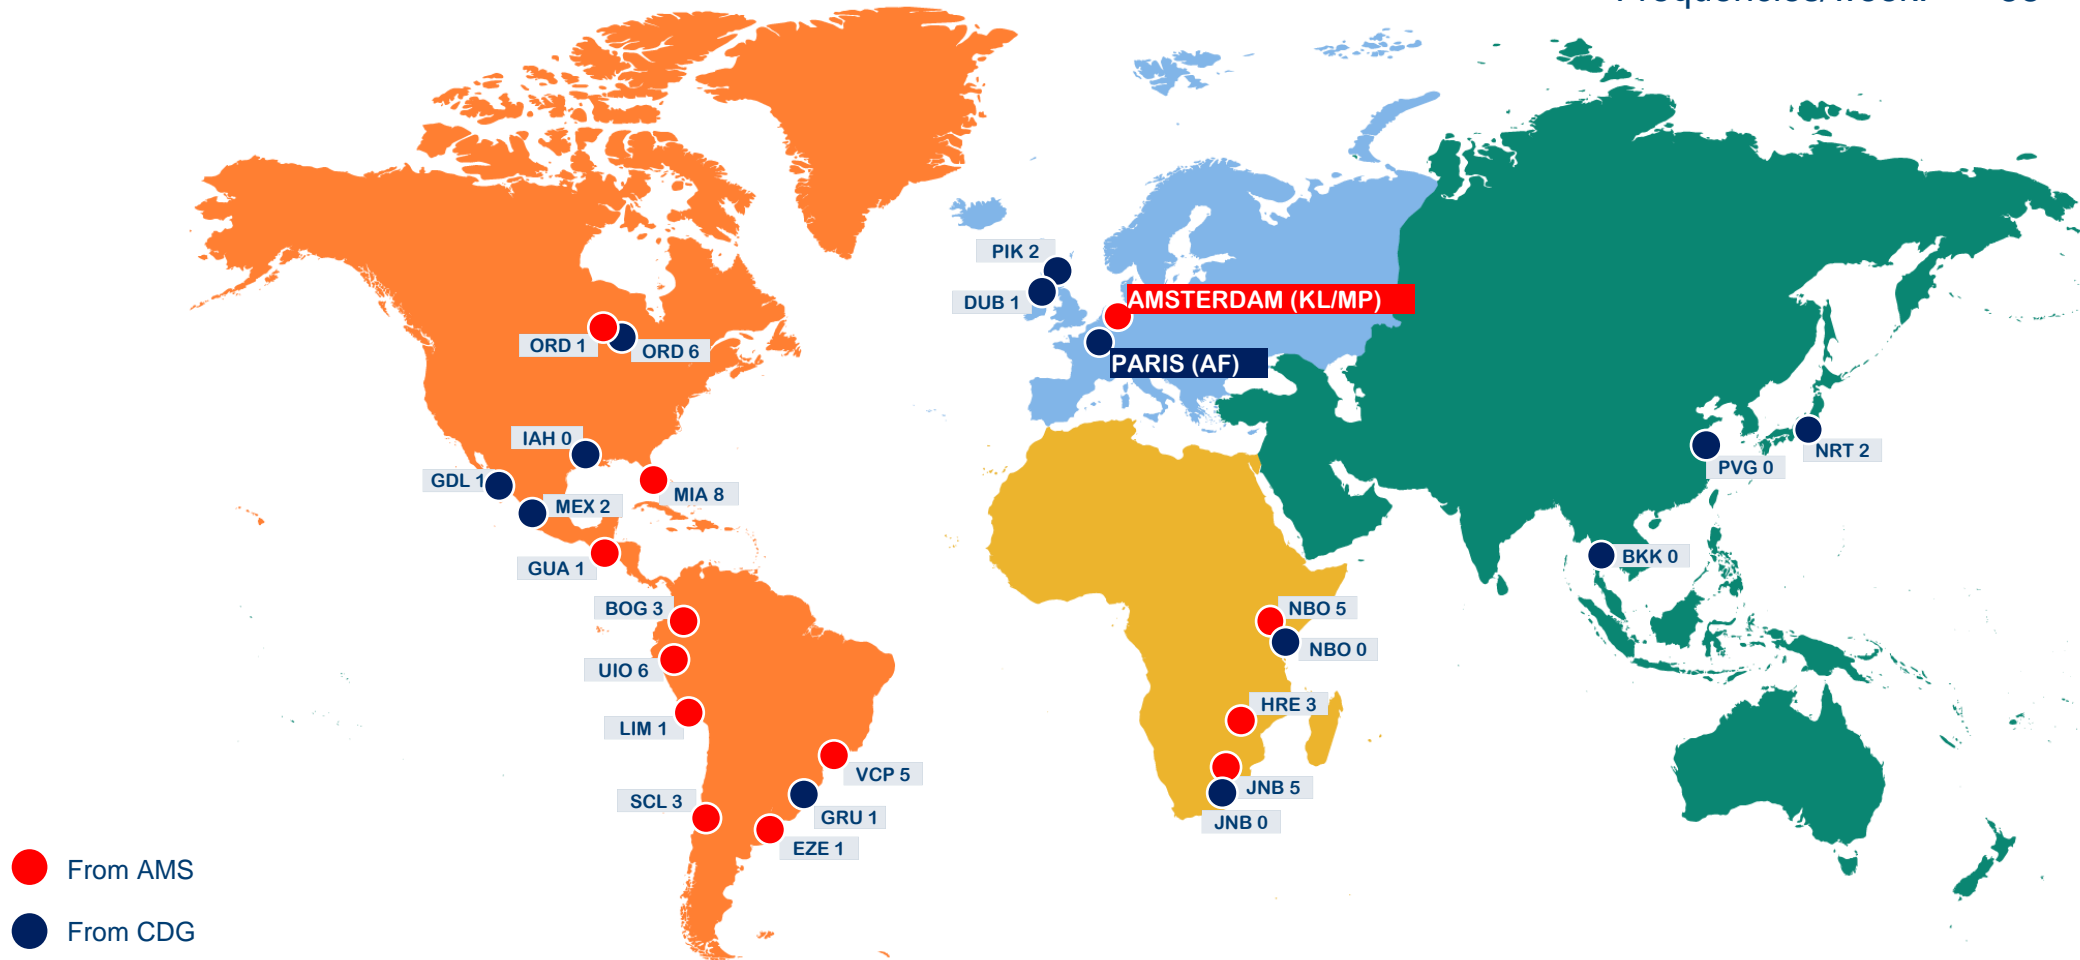 PIK 2
AMSTERDAM (KL/MP)
DUB 1
ORD 1
ORD 6
PARIS (AF)
IAH 0
GDL 1
MIA 8
MEX 2
NRT 2
PVG 0
GUA 1
BKK 0
BOG 3
NBO 5
UIO 6
NBO 0
HRE 3
LIM 1
VCP 5
JNB 5
SCL 3
GRU 1
JNB 0
EZE 1
From AMS
From CDG